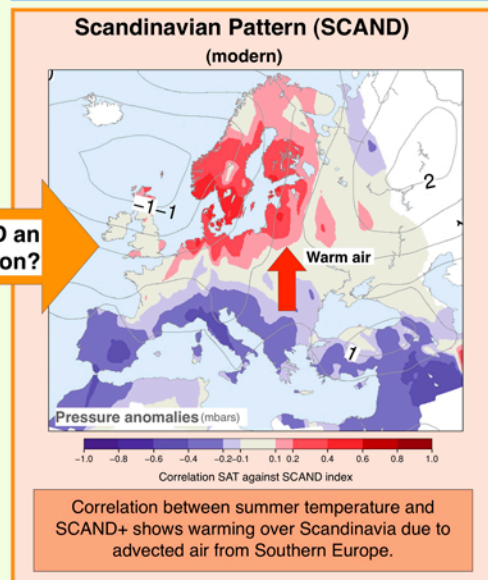 Scandinavian Pattern (SCAND)
(modern)
2
-1-1
D an
on?
Warm air
1
Pressure anomalies (mbars)
-1.0 -0.8 -0.6 -0.4 -0.2-0.1 0.1 0.2 0.4 0.6 0.8 1.0
Correlation SAT against SCAND index
Correlation between summer temperature and
SCAND+ shows warming over Scandinavia due to
advected air from Southern Europe.